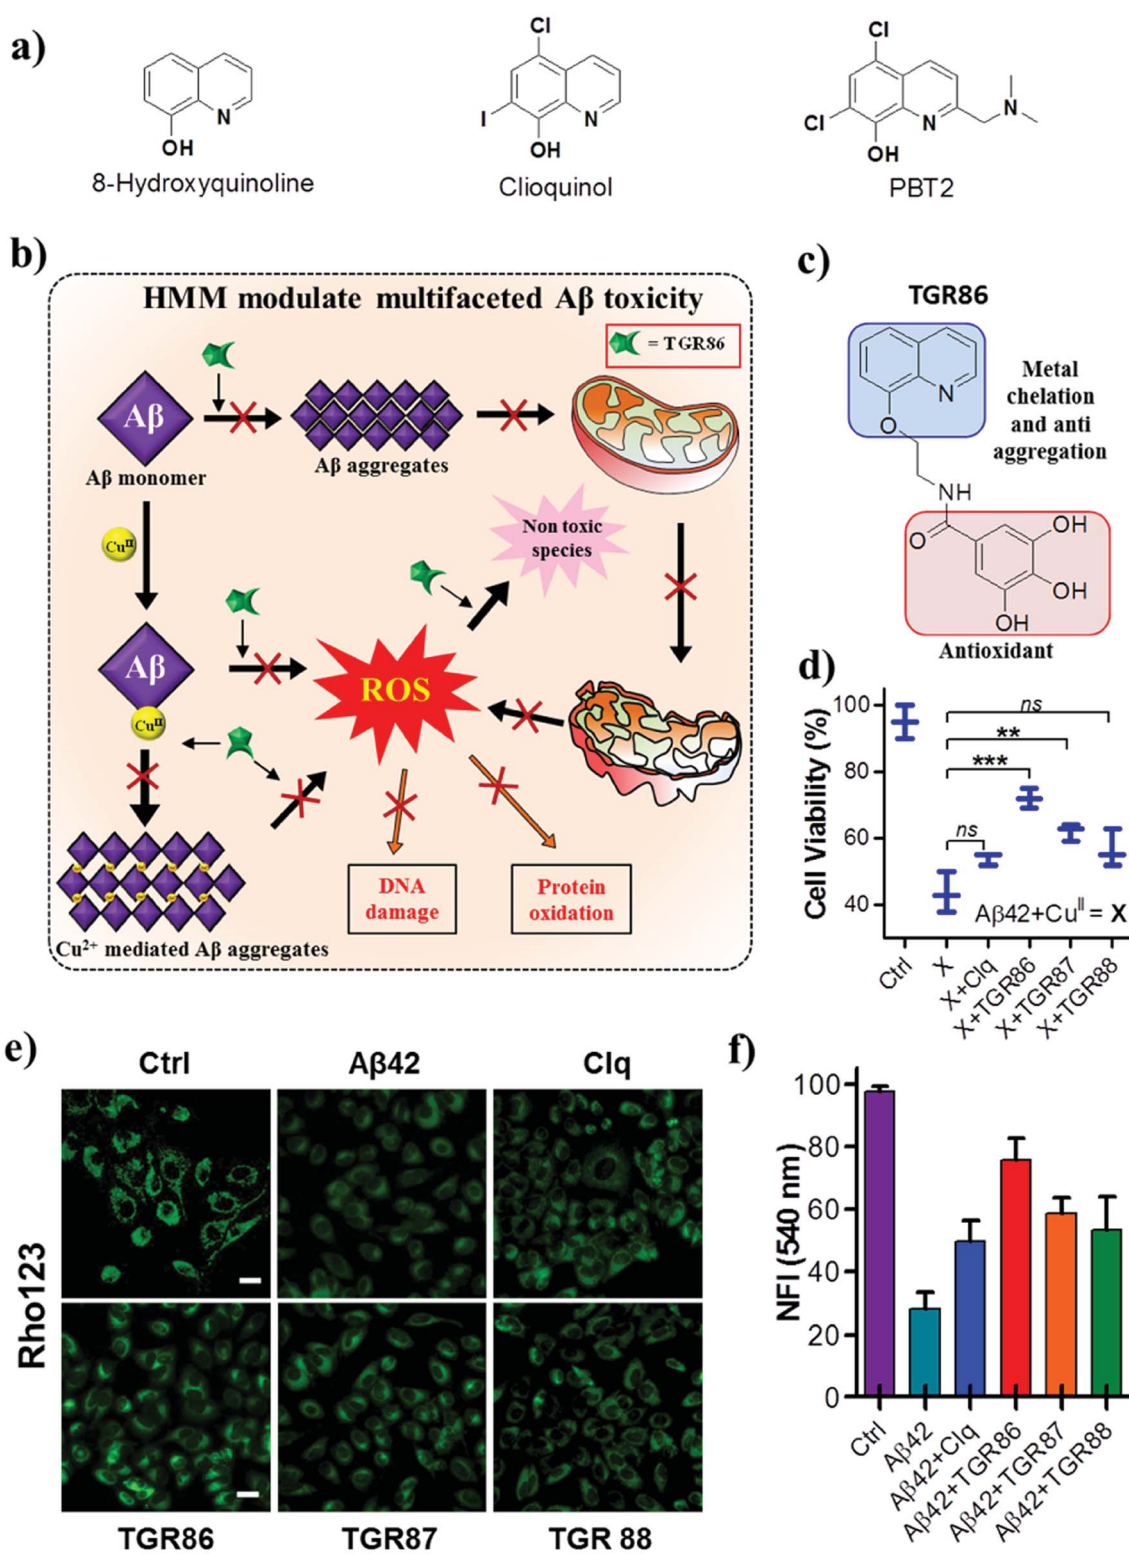 a)
Cl
Cl
N
OH
8-Hydroxyquinoline
I
N
OH
Clioquinol
Cl
N
N
OH
PBT2
b)
HMM modulate multifaceted Aβ toxicity
= TGR86
Aβ
Aβ monomer
Aβ aggregates
Cu^II
Non toxic
species
Aβ
Cu^II
ROS
DNA
damage
Protein
oxidation
Cu²⁺ mediated Aβ aggregates
c)
TGR86
N
O
Metal
chelation
and anti
aggregation
NH
O
OH
OH
OH
Antioxidant
d)
Cell Viability (%)
100
80
60
40
ns
**
***
ns
Aβ42+Cu^II = X
Ctrl
X
X+Clq
X+TGR86
X+TGR87
X+TGR88
e)
Ctrl
Aβ42
Clq
Rho123
TGR86
TGR87
TGR 88
f)
NFI (540 nm)
100
80
60
40
20
0
Ctrl
Aβ42
Aβ42+Clq
Aβ42+TGR86
Aβ42+TGR87
Aβ42+TGR88